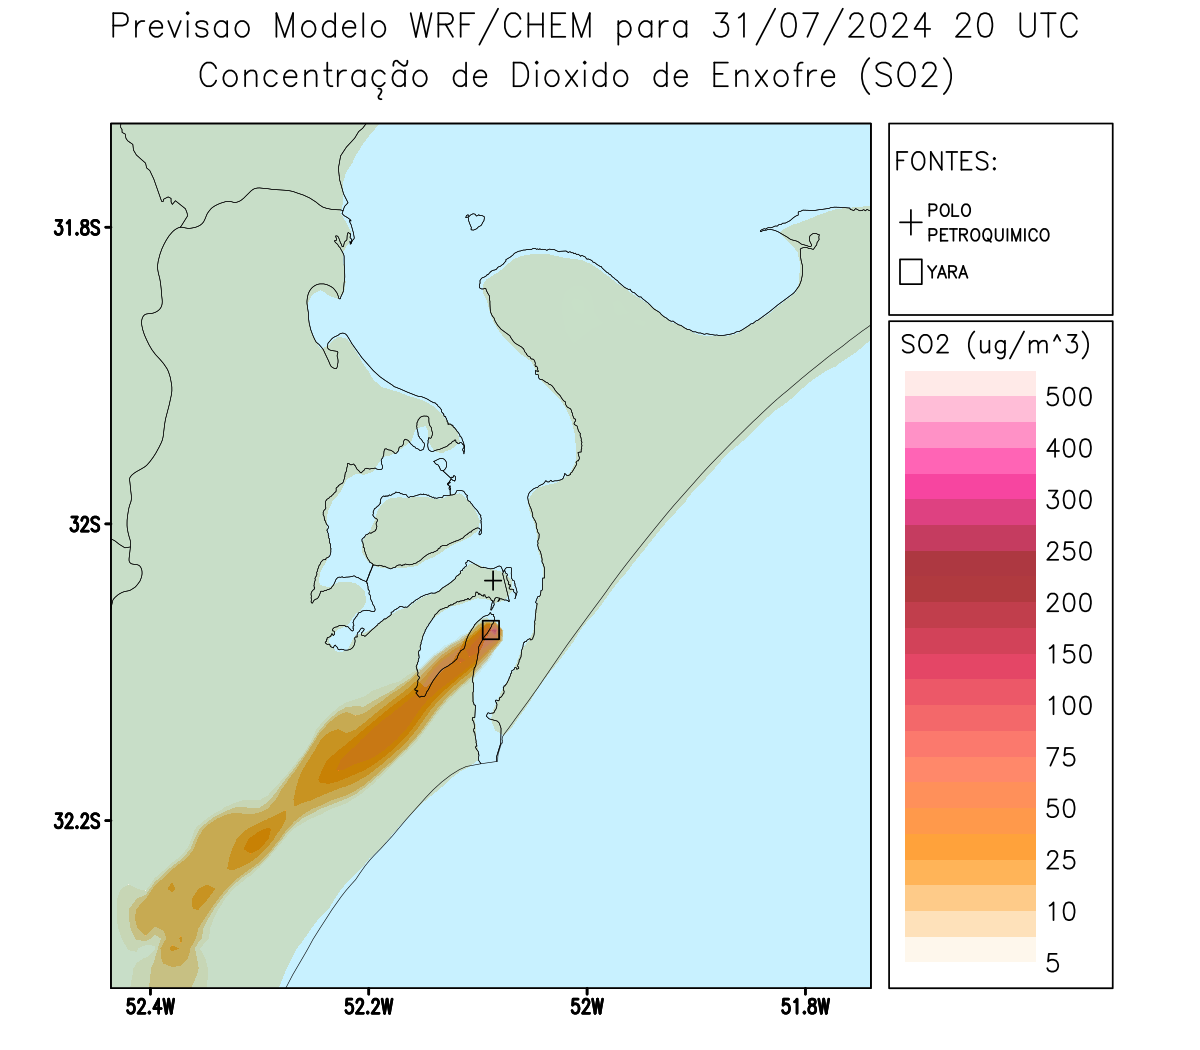 Previsao Modelo WRF/CHEM para 31/07/2024 20 UTC
Concentração de Dioxido de Enxofre (SO2)
FONTES:
POLO
PETROQUIMICO
YARA
31.8S
32S
32.2S
52.4W
52.2W
52W
51.8W
SO2 (ug/m^3)
500
400
300
250
200
150
100
75
50
25
10
5